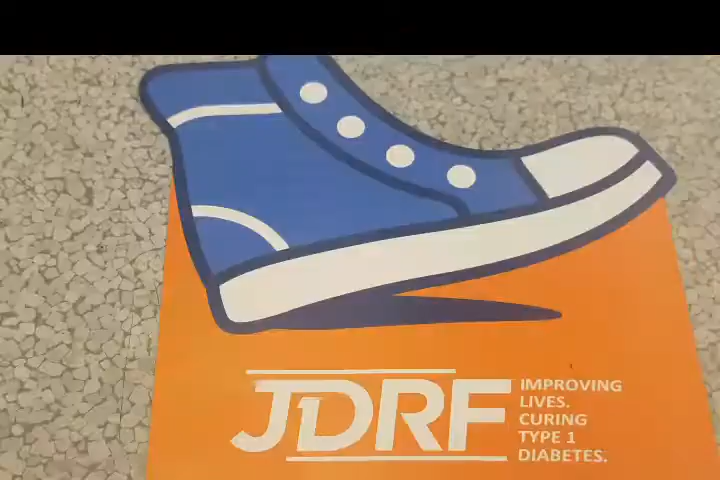 JDRF
IMPROVING
LIVES.
CURING
TYPE 1
DIABETES.